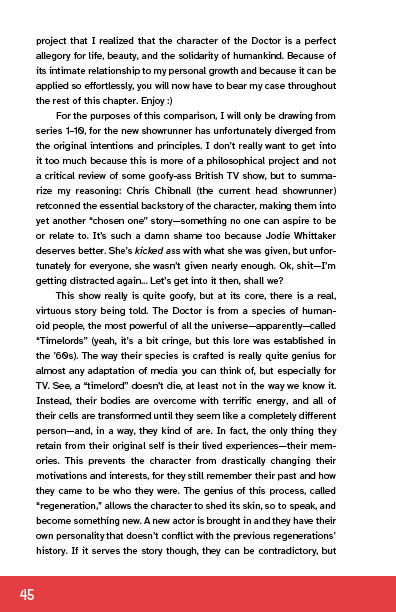 project that I realized that the character of the Doctor is a perfect
allegory for life, beauty, and the solidarity of humankind. Because of
its intimate relationship to my personal growth and because it can be
applied so effortlessly, you will now have to bear my case throughout
the rest of this chapter. Enjoy :)
For the purposes of this comparison, I will only be drawing from
series 1–10, for the new showrunner has unfortunately diverged from
the original intentions and principles. I don't really want to get into
it too much because this is more of a philosophical project and not
a critical review of some goofy-ass British TV show, but to summa-
rize my reasoning: Chris Chibnall (the current head showrunner)
retconned the essential backstory of the character, making them into
yet another “chosen one” story—something no one can aspire to be
or relate to. It's such a damn shame too because Jodie Whittaker
deserves better. She's kicked ass with what she was given, but unfor-
tunately for everyone, she wasn't given nearly enough. Ok, shit—I'm
getting distracted again... Let's get into it then, shall we?
This show really is quite goofy, but at its core, there is a real,
virtuous story being told. The Doctor is from a species of human-
oid people, the most powerful of all the universe—apparently—called
“Timelords” (yeah, it's a bit cringe, but this lore was established in
the '60s). The way their species is crafted is really quite genius for
almost any adaptation of media you can think of, but especially for
TV. See, a “timelord” doesn't die, at least not in the way we know it.
Instead, their bodies are overcome with terrific energy, and all of
their cells are transformed until they seem like a completely different
person—and, in a way, they kind of are. In fact, the only thing they
retain from their original self is their lived experiences—their mem-
ories. This prevents the character from drastically changing their
motivations and interests, for they still remember their past and how
they came to be who they were. The genius of this process, called
“regeneration,” allows the character to shed its skin, so to speak, and
become something new. A new actor is brought in and they have their
own personality that doesn't conflict with the previous regenerations'
history. If it serves the story though, they can be contradictory, but
45